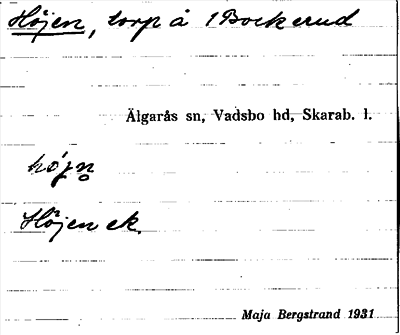 Höjen, torp å 1 Bockerud
Älgarås sn, Vadsbo hd, Skarab. l.
höjn̥
Höjen ek.
Maja Bergstrand 1931